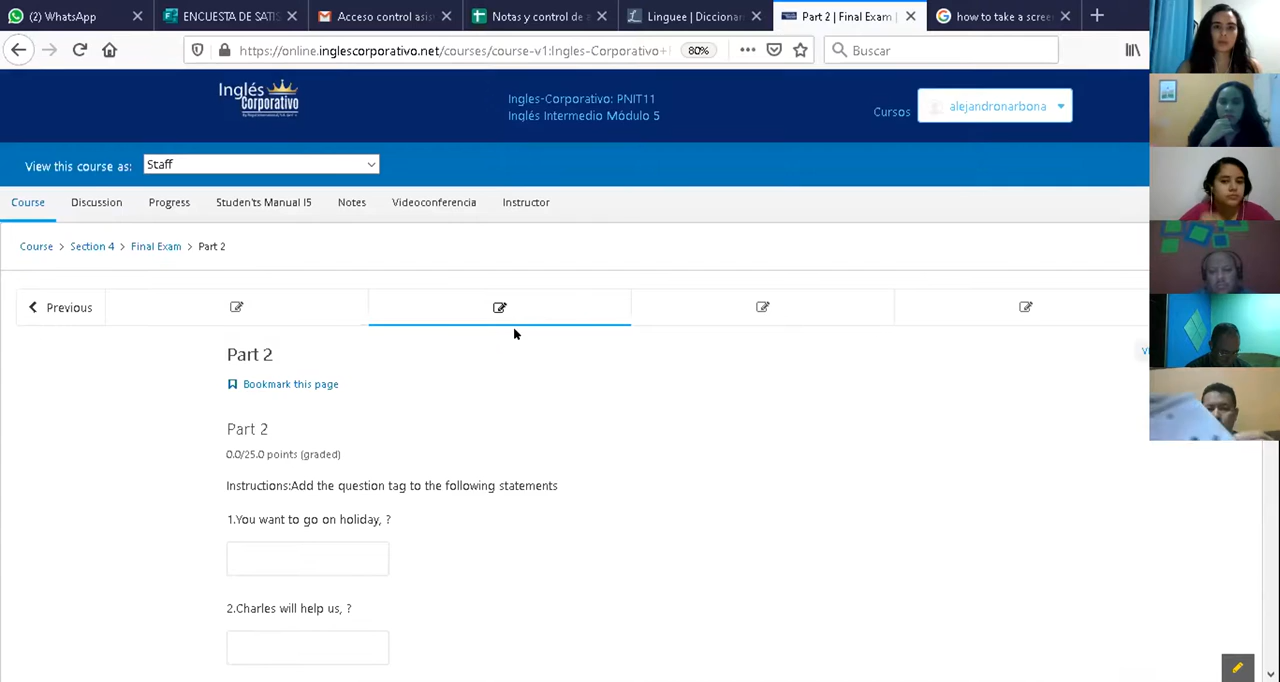 (2) WhatsApp
ENCUESTA DE SATIS
Acceso control asis
Notas y control de
Linguee | Dicciona
Part 2 | Final Exam |
how to take a scree
https://online.inglescorporativo.net/courses/course-v1:Ingles-Corporativo+
80%
Buscar
Inglés
Corporativo
Ingles-Corporativo: PNIT11
Inglés Intermedio Módulo 5
Cursos
alejandronarbona
View this course as:
Staff
Course
Discussion
Progress
Studen'ts Manual I5
Notes
Videoconferencia
Instructor
Course > Section 4 > Final Exam > Part 2
Previous
Part 2
Bookmark this page
Part 2
0.0/25.0 points (graded)
Instructions:Add the question tag to the following statements
1.You want to go on holiday, ?
2.Charles will help us, ?